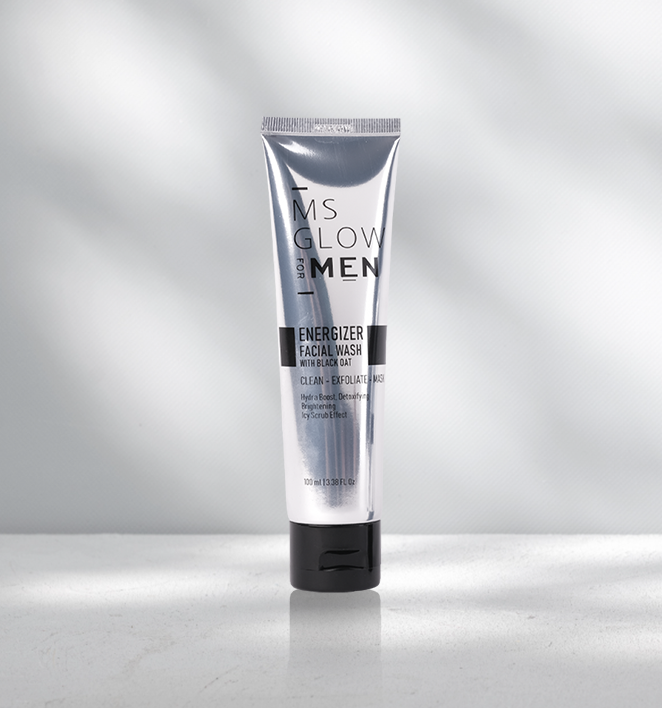 MS
GLOW
FOR MEN
ENERGIZER
FACIAL WASH
WITH BLACK OAT
CLEAN - EXFOLIATE - MASK
Hydra Boost, Detoxifying
Brightening
Icy Scrub Effect
100 ml | 3.38 FL Oz